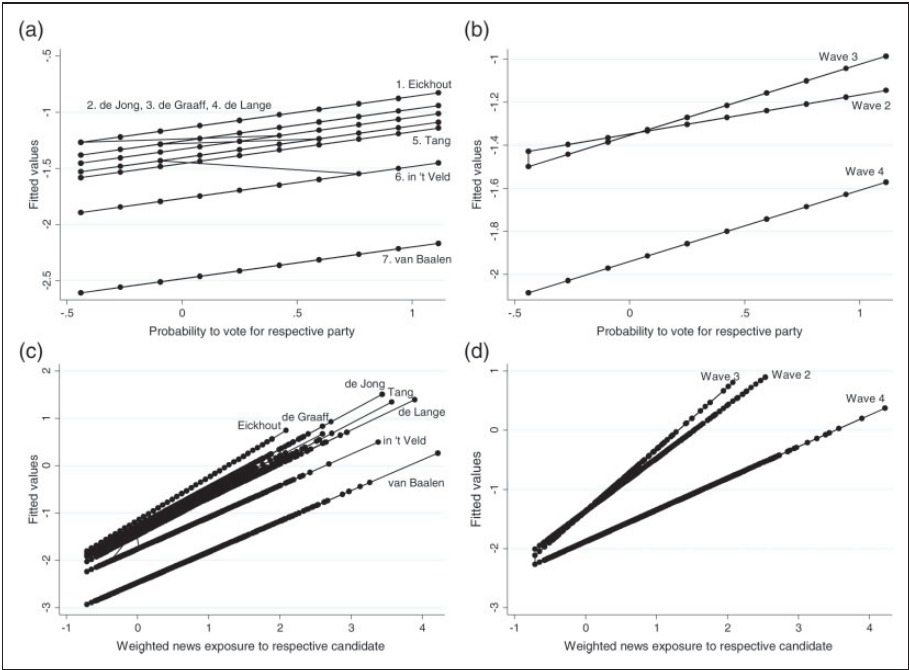 (a)
-.5
-1
-1.5
-2
-2.5
Fitted values
1. Eickhout
2. de Jong, 3. de Graaff, 4. de Lange
5. Tang
6. in 't Veld
7. van Baalen
-.5 0 .5 1
Probability to vote for respective party
(b)
-1
-1.2
-1.4
-1.6
-1.8
-2
Fitted values
Wave 3
Wave 2
Wave 4
-.5 0 .5 1
Probability to vote for respective party
(c)
2
1
0
-1
-2
-3
Fitted values
de Jong
Tang
de Graaff
de Lange
Eickhout
in 't Veld
van Baalen
-1 0 1 2 3 4
Weighted news exposure to respective candidate
(d)
1
0
-1
-2
-3
Fitted values
Wave 3 Wave 2
Wave 4
-1 0 1 2 3 4
Weighted news exposure to respective candidate